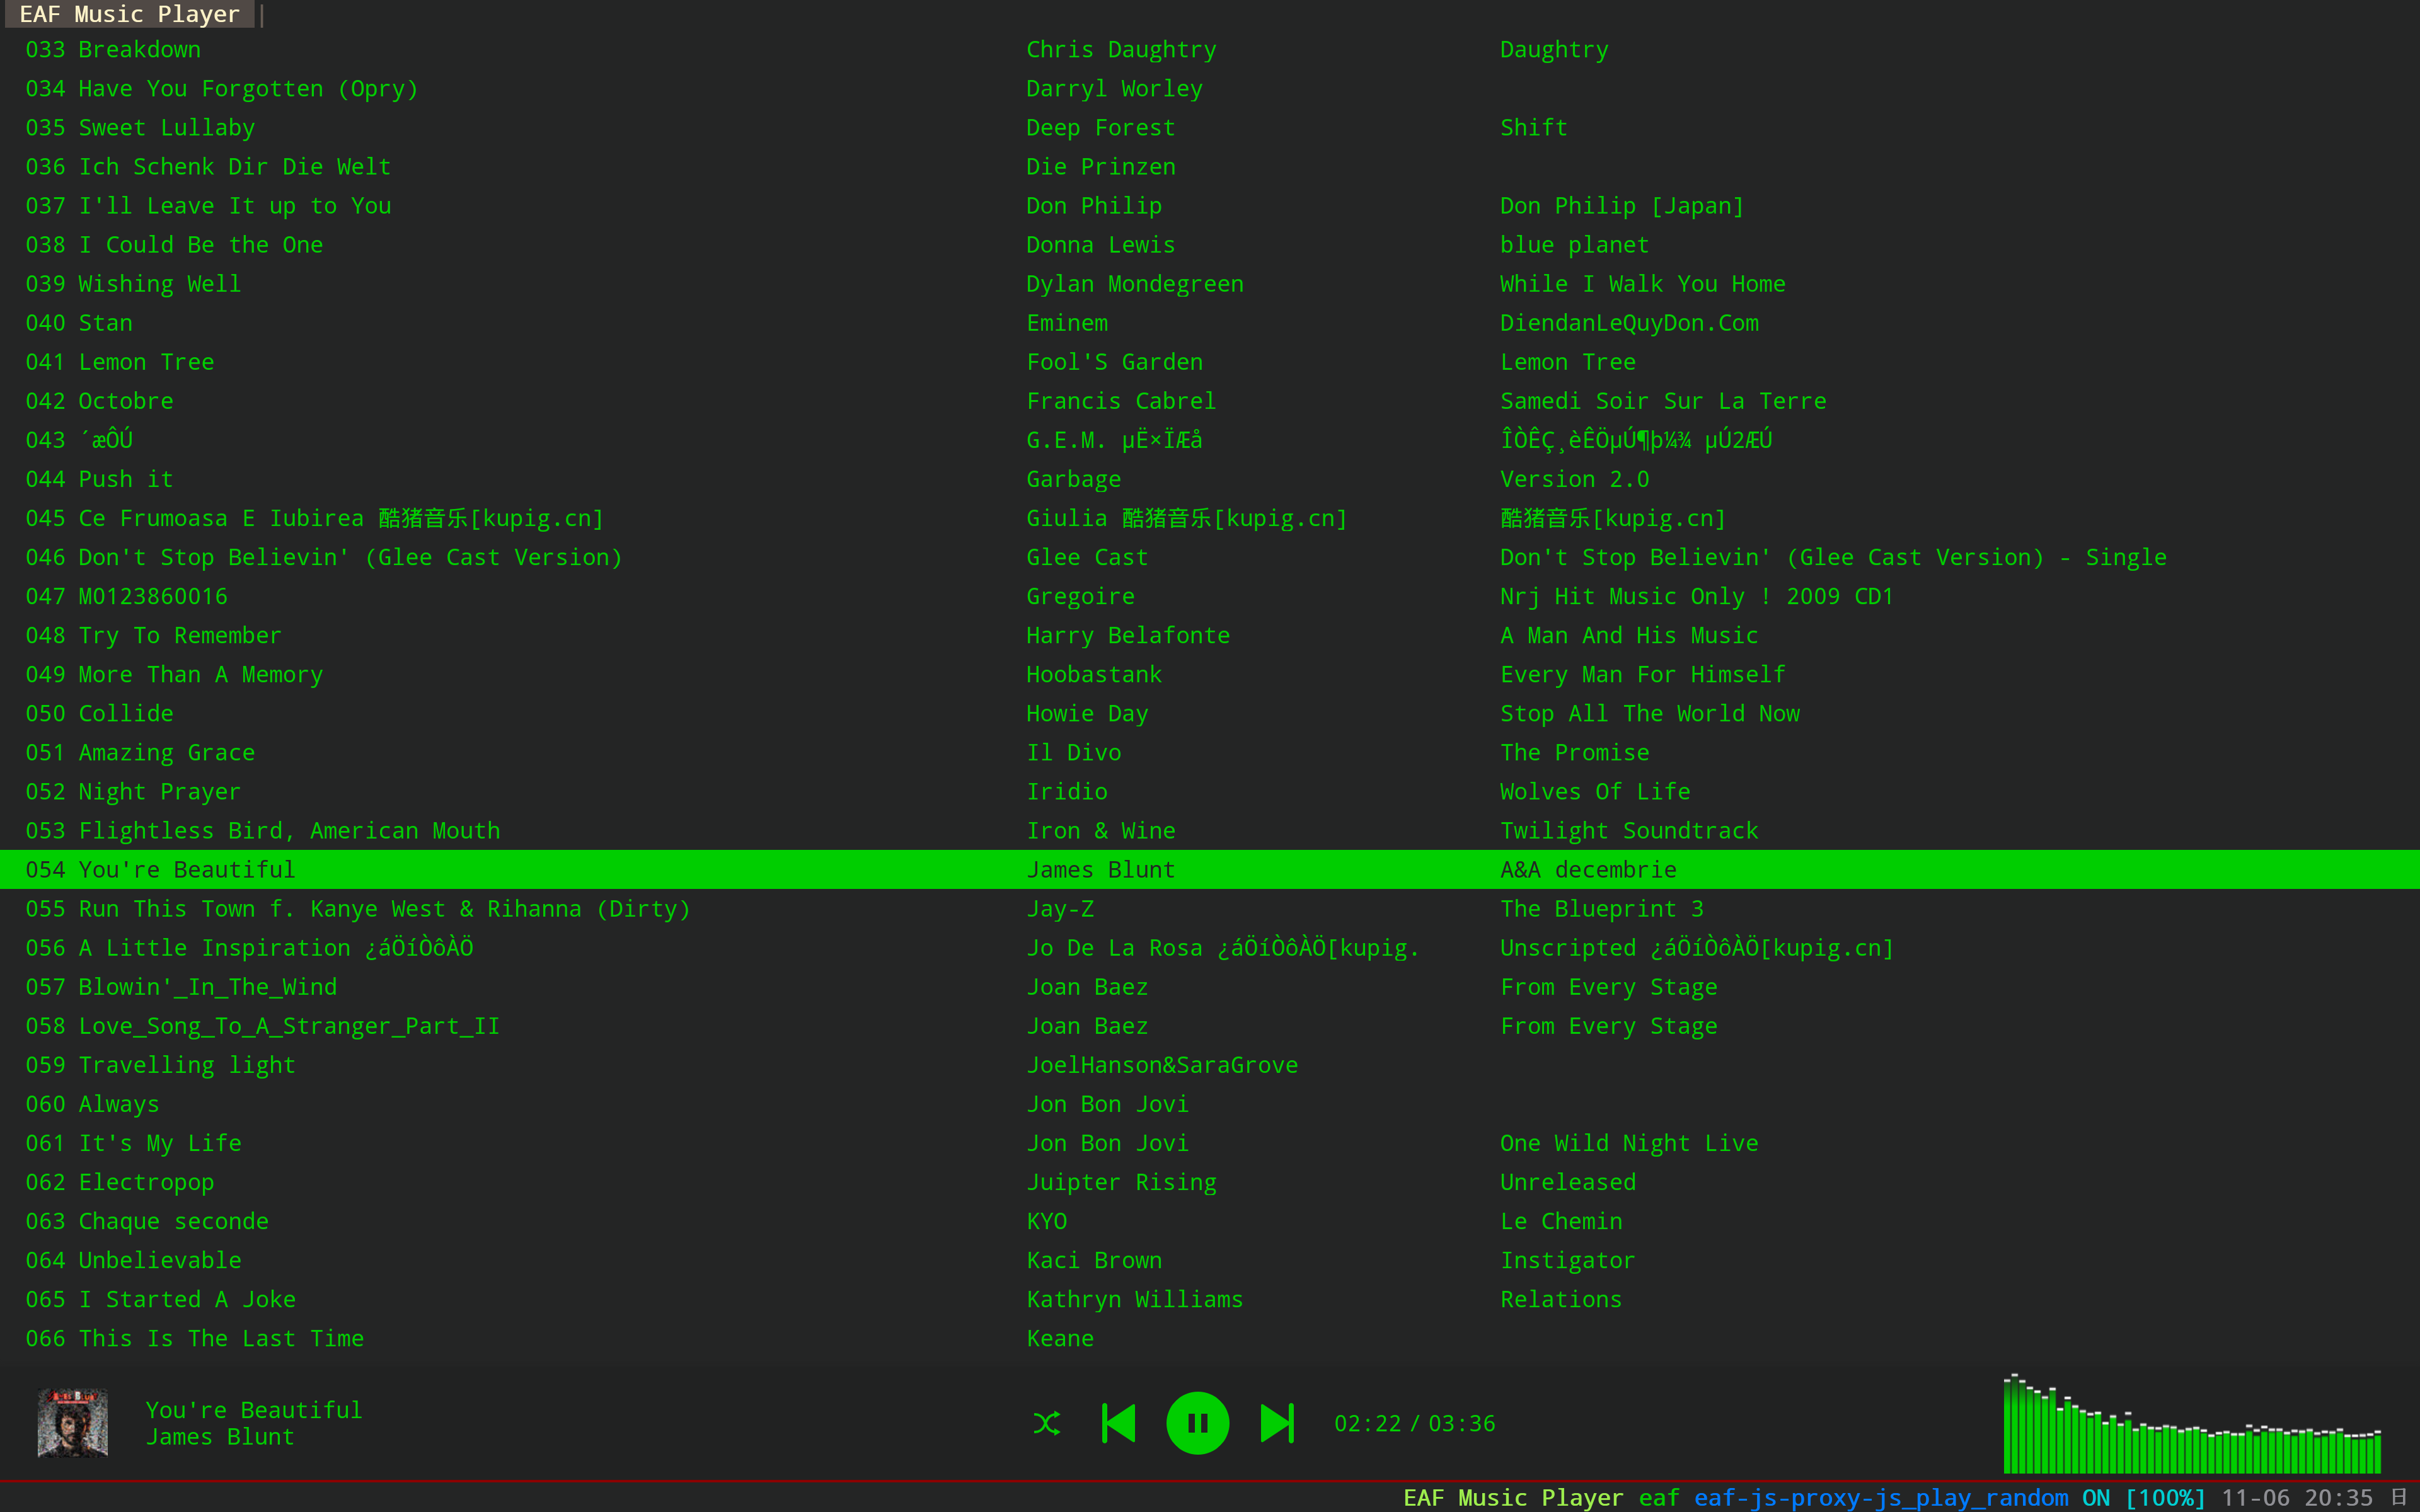 EAF Music Player
033 Breakdown Chris Daughtry Daughtry
034 Have You Forgotten (Opry) Darryl Worley
035 Sweet Lullaby Deep Forest Shift
036 Ich Schenk Dir Die Welt Die Prinzen
037 I'll Leave It up to You Don Philip Don Philip [Japan]
038 I Could Be the One Donna Lewis blue planet
039 Wishing Well Dylan Mondegreen While I Walk You Home
040 Stan Eminem DiendanLeQuyDon.Com
041 Lemon Tree Fool'S Garden Lemon Tree
042 Octobre Francis Cabrel Samedi Soir Sur La Terre
043 ´æÔÚ G.E.M. µË×ÏÆå ÎÒÊÇ¸èÊÖµÚ¶þ¼¾ µÚ2ÆÚ
044 Push it Garbage Version 2.0
045 Ce Frumoasa E Iubirea 酷猪音乐[kupig.cn] Giulia 酷猪音乐[kupig.cn] 酷猪音乐[kupig.cn]
046 Don't Stop Believin' (Glee Cast Version) Glee Cast Don't Stop Believin' (Glee Cast Version) - Single
047 M0123860016 Gregoire Nrj Hit Music Only ! 2009 CD1
048 Try To Remember Harry Belafonte A Man And His Music
049 More Than A Memory Hoobastank Every Man For Himself
050 Collide Howie Day Stop All The World Now
051 Amazing Grace Il Divo The Promise
052 Night Prayer Iridio Wolves Of Life
053 Flightless Bird, American Mouth Iron & Wine Twilight Soundtrack
054 You're Beautiful James Blunt A&A decembrie
055 Run This Town f. Kanye West & Rihanna (Dirty) Jay-Z The Blueprint 3
056 A Little Inspiration ¿áÖíÒôÀÖ Jo De La Rosa ¿áÖíÒôÀÖ[kupig. Unscripted ¿áÖíÒôÀÖ[kupig.cn]
057 Blowin'_In_The_Wind Joan Baez From Every Stage
058 Love_Song_To_A_Stranger_Part_II Joan Baez From Every Stage
059 Travelling light JoelHanson&SaraGrove
060 Always Jon Bon Jovi
061 It's My Life Jon Bon Jovi One Wild Night Live
062 Electropop Juipter Rising Unreleased
063 Chaque seconde KYO Le Chemin
064 Unbelievable Kaci Brown Instigator
065 I Started A Joke Kathryn Williams Relations
066 This Is The Last Time Keane
You're Beautiful
James Blunt
02:22 / 03:36
EAF Music Player eaf eaf-js-proxy-js_play_random ON [100%] 11-06 20:35 日